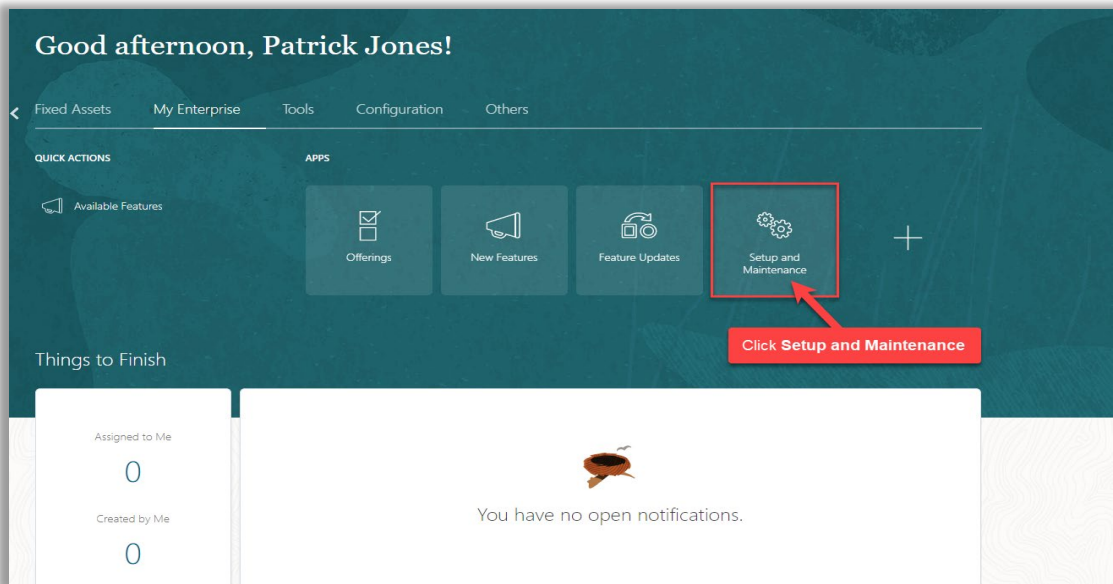 Good afternoon, Patrick Jones!
Fixed Assets My Enterprise Tools Configuration Others
QUICK ACTIONS
APPS
Available Features
Offerings
New Features
Feature Updates
Setup and
Maintenance
Click Setup and Maintenance
Things to Finish
Assigned to Me
0
Created by Me
0
You have no open notifications.